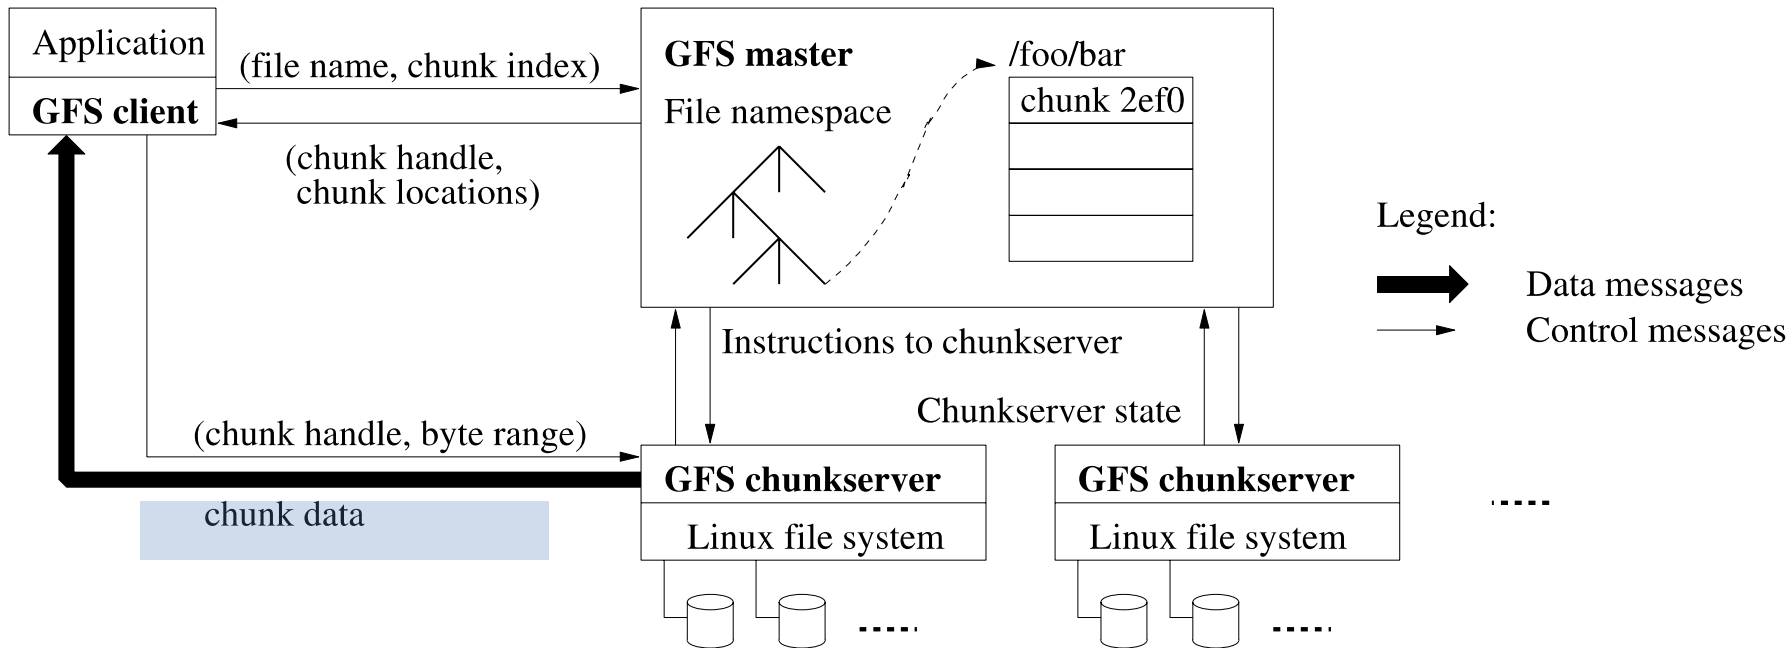 Application
GFS client
(file name, chunk index)
(chunk handle,
chunk locations)
GFS master
File namespace
/foo/bar
chunk 2ef0
Legend:
Data messages
Control messages
Instructions to chunkserver
Chunkserver state
(chunk handle, byte range)
chunk data
GFS chunkserver
Linux file system
GFS chunkserver
Linux file system